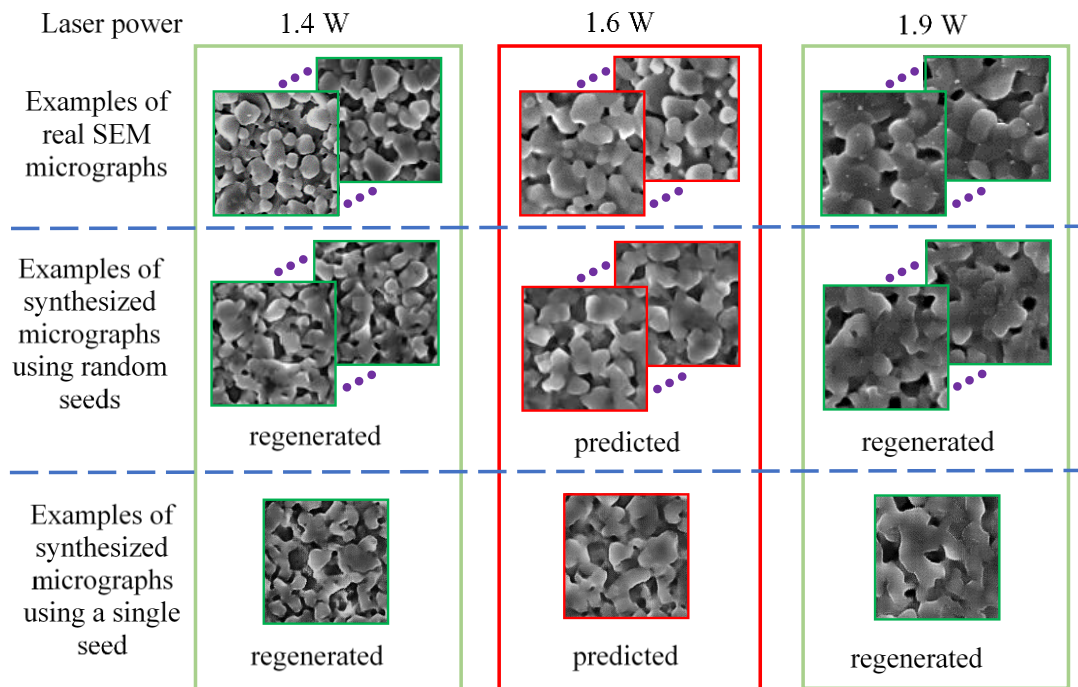 Laser power 1.4 W 1.6 W 1.9 W
Examples of
real SEM
micrographs
Examples of
synthesized
micrographs
using random
seeds
regenerated predicted regenerated
Examples of
synthesized
micrographs
using a single
seed
regenerated predicted regenerated